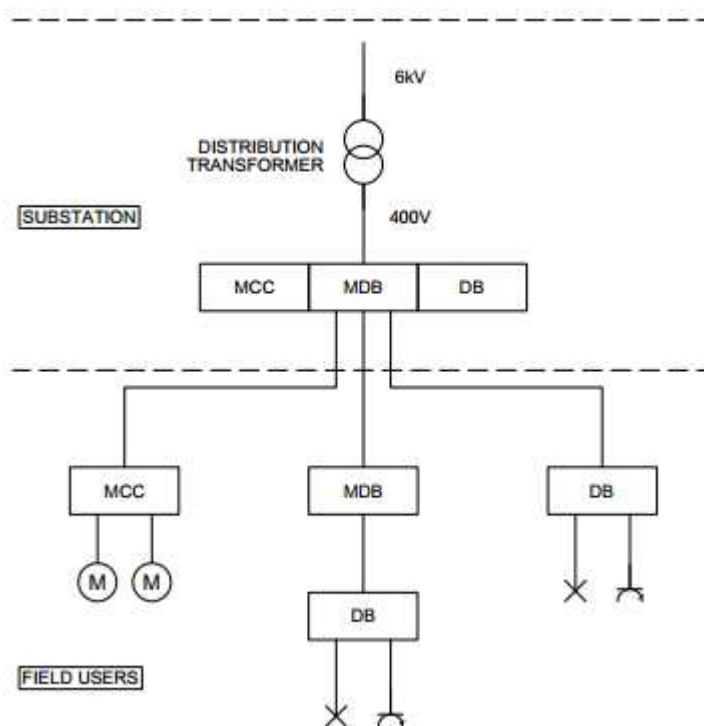 6kV
DISTRIBUTION
TRANSFORMER
SUBSTATION
400V
MCC MDB DB
MCC MDB DB
M M
DB
FIELD USERS